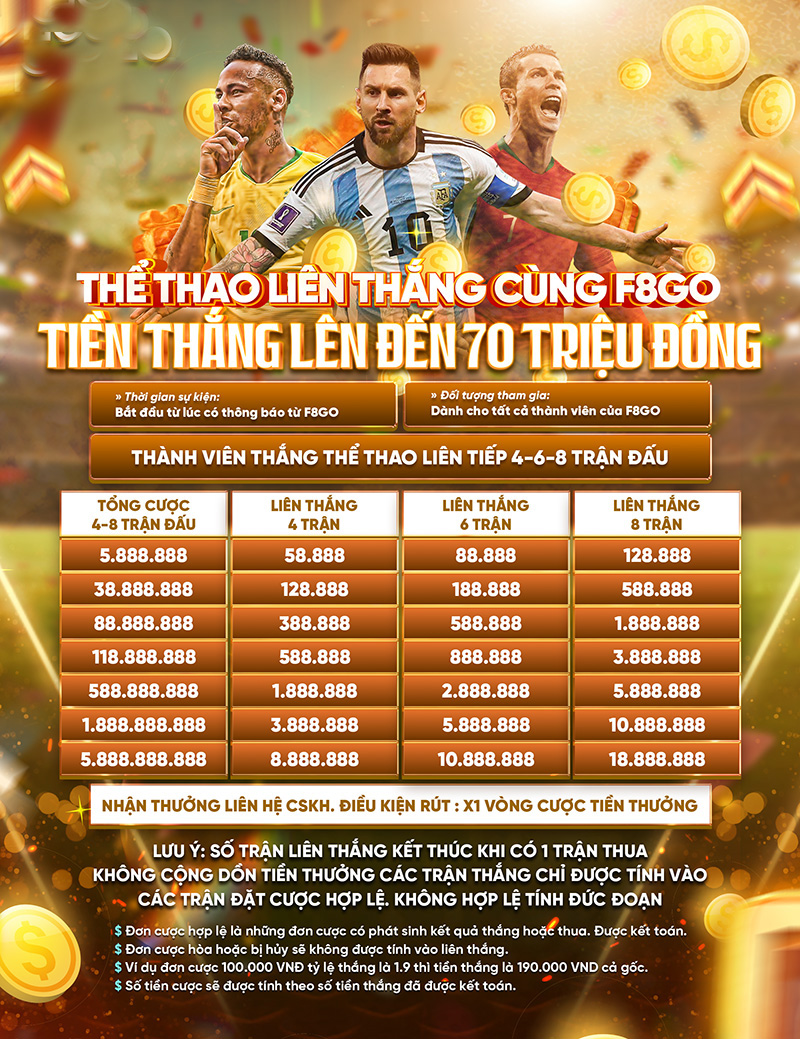 10
THỂ THAO LIÊN THẮNG CÙNG F8GO
TIỀN THẮNG LÊN ĐẾN 70 TRIỆU ĐỒNG
» Thời gian sự kiện:
Bắt đầu từ lúc có thông báo từ F8GO
» Đối tượng tham gia:
Dành cho tất cả thành viên của F8GO
THÀNH VIÊN THẮNG THỂ THAO LIÊN TIẾP 4-6-8 TRẬN ĐẤU
TỔNG CƯỢC 4-8 TRẬN ĐẤU LIÊN THẮNG 4 TRẬN LIÊN THẮNG 6 TRẬN LIÊN THẮNG 8 TRẬN
5.888.888 58.888 88.888 128.888
38.888.888 128.888 188.888 588.888
88.888.888 388.888 588.888 1.888.888
118.888.888 588.888 888.888 3.888.888
588.888.888 1.888.888 2.888.888 5.888.888
1.888.888.888 3.888.888 5.888.888 10.888.888
5.888.888.888 8.888.888 10.888.888 18.888.888
NHẬN THƯỞNG LIÊN HỆ CSKH. ĐIỀU KIỆN RÚT : X1 VÒNG CƯỢC TIỀN THƯỞNG
LƯU Ý: SỐ TRẬN LIÊN THẮNG KẾT THÚC KHI CÓ 1 TRẬN THUA
KHÔNG CỘNG DỒN TIỀN THƯỞNG CÁC TRẬN THẮNG CHỈ ĐƯỢC TÍNH VÀO
CÁC TRẬN ĐẶT CƯỢC HỢP LỆ. KHÔNG HỢP LỆ TÍNH ĐỨC ĐOẠN
$ Đơn cược hợp lệ là những đơn cược có phát sinh kết quả thắng hoặc thua. Được kết toán.
$ Đơn cược hòa hoặc bị hủy sẽ không được tính vào liên thắng.
$ Ví dụ đơn cược 100.000 VNĐ tỷ lệ thắng là 1.9 thì tiền thắng là 190.000 VND cả gốc.
$ Số tiền cược sẽ được tính theo số tiền thắng đã được kết toán.